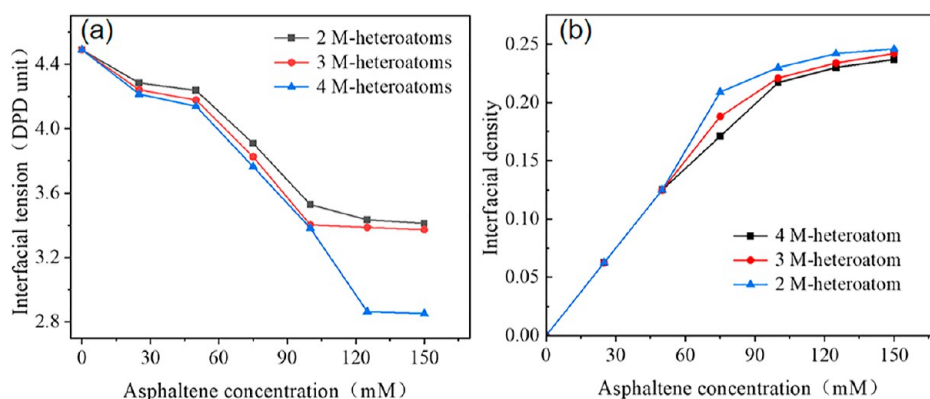 (a)
2 M-heteroatoms
3 M-heteroatoms
4 M-heteroatoms
Interfacial tension (DPD unit)
4.4
4.0
3.6
3.2
2.8
0 30 60 90 120 150
Asphaltene concentration (mM)
(b)
4 M-heteroatom
3 M-heteroatom
2 M-heteroatom
Interfacial density
0.25
0.20
0.15
0.10
0.05
0.00
0 30 60 90 120 150
Asphaltene concentration (mM)